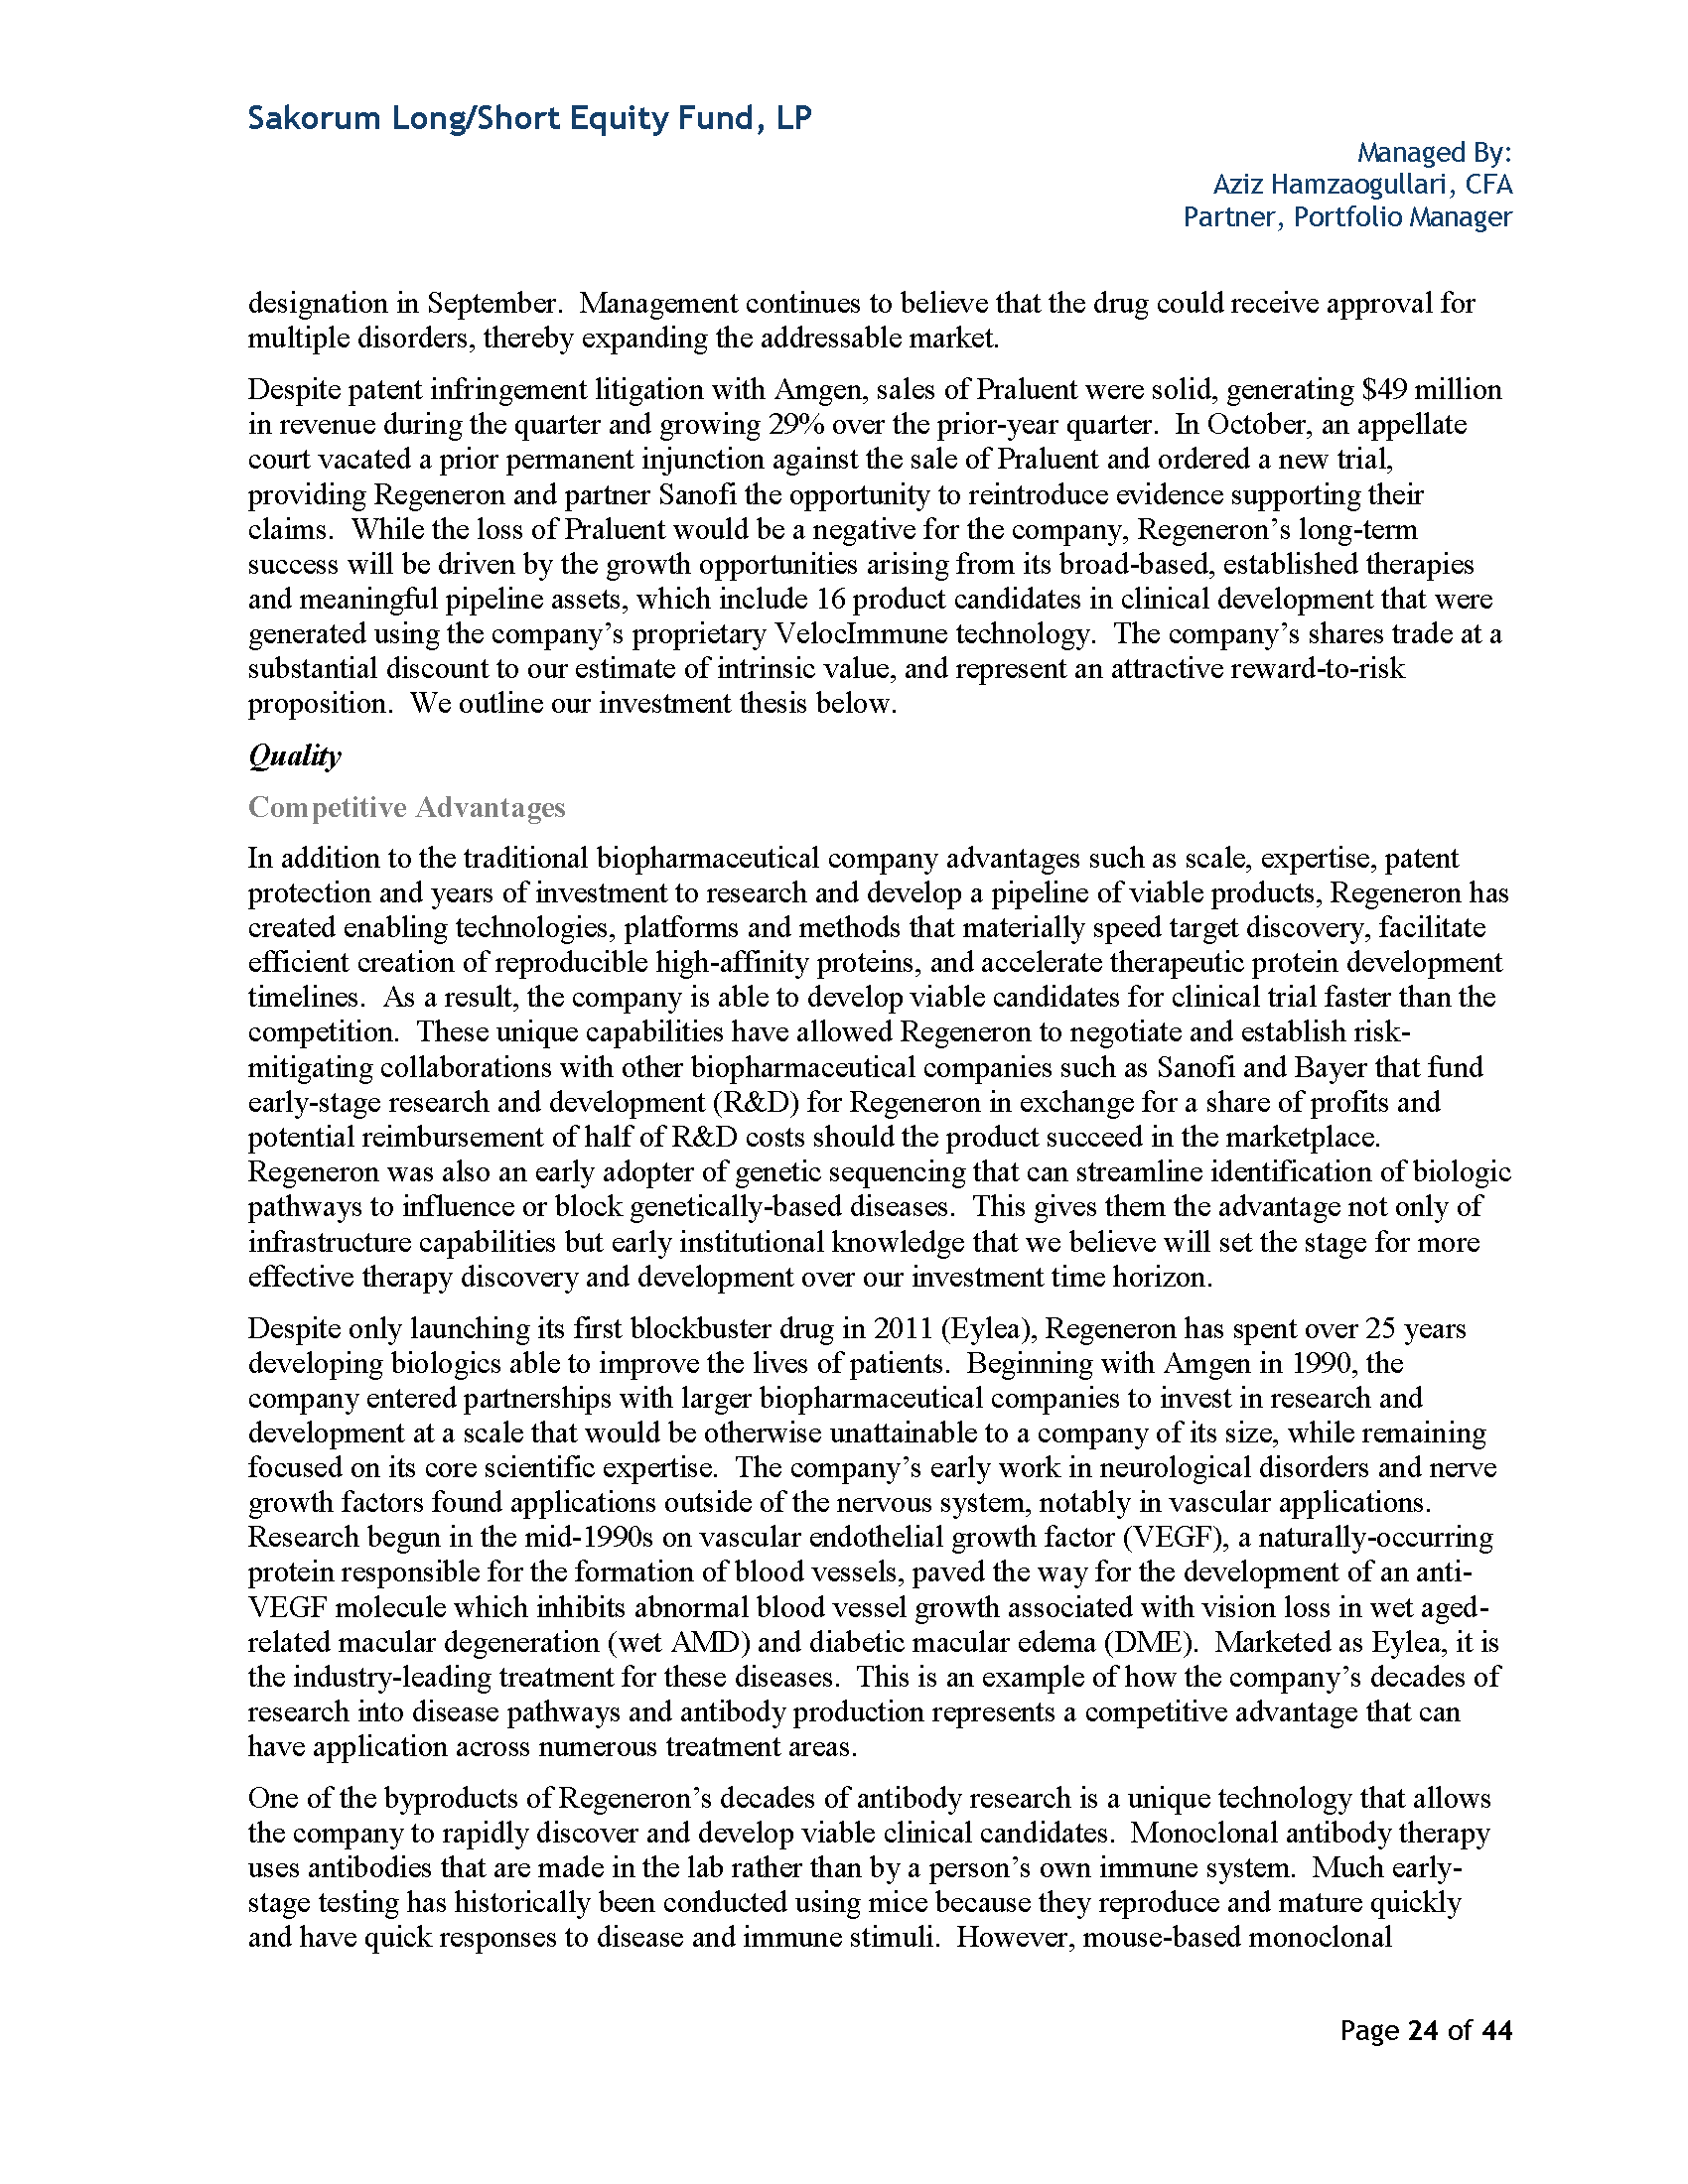 Sakorum Long/Short Equity Fund, LP
Managed By:
Aziz Hamzaogullari, CFA
Partner, Portfolio Manager
designation in September.  Management continues to believe that the drug could receive approval for
multiple disorders, thereby expanding the addressable market.
Despite patent infringement litigation with Amgen, sales of Praluent were solid, generating $49 million
in revenue during the quarter and growing 29% over the prior-year quarter.  In October, an appellate
court vacated a prior permanent injunction against the sale of Praluent and ordered a new trial,
providing Regeneron and partner Sanofi the opportunity to reintroduce evidence supporting their
claims.  While the loss of Praluent would be a negative for the company, Regeneron’s long-term
success will be driven by the growth opportunities arising from its broad-based, established therapies
and meaningful pipeline assets, which include 16 product candidates in clinical development that were
generated using the company’s proprietary VelocImmune technology.  The company’s shares trade at a
substantial discount to our estimate of intrinsic value, and represent an attractive reward-to-risk
proposition.  We outline our investment thesis below.
Quality
Competitive Advantages
In addition to the traditional biopharmaceutical company advantages such as scale, expertise, patent
protection and years of investment to research and develop a pipeline of viable products, Regeneron has
created enabling technologies, platforms and methods that materially speed target discovery, facilitate
efficient creation of reproducible high-affinity proteins, and accelerate therapeutic protein development
timelines.  As a result, the company is able to develop viable candidates for clinical trial faster than the
competition.  These unique capabilities have allowed Regeneron to negotiate and establish risk-
mitigating collaborations with other biopharmaceutical companies such as Sanofi and Bayer that fund
early-stage research and development (R&D) for Regeneron in exchange for a share of profits and
potential reimbursement of half of R&D costs should the product succeed in the marketplace.
Regeneron was also an early adopter of genetic sequencing that can streamline identification of biologic
pathways to influence or block genetically-based diseases.  This gives them the advantage not only of
infrastructure capabilities but early institutional knowledge that we believe will set the stage for more
effective therapy discovery and development over our investment time horizon.
Despite only launching its first blockbuster drug in 2011 (Eylea), Regeneron has spent over 25 years
developing biologics able to improve the lives of patients.  Beginning with Amgen in 1990, the
company entered partnerships with larger biopharmaceutical companies to invest in research and
development at a scale that would be otherwise unattainable to a company of its size, while remaining
focused on its core scientific expertise.  The company’s early work in neurological disorders and nerve
growth factors found applications outside of the nervous system, notably in vascular applications.
Research begun in the mid-1990s on vascular endothelial growth factor (VEGF), a naturally-occurring
protein responsible for the formation of blood vessels, paved the way for the development of an anti-
VEGF molecule which inhibits abnormal blood vessel growth associated with vision loss in wet aged-
related macular degeneration (wet AMD) and diabetic macular edema (DME).  Marketed as Eylea, it is
the industry-leading treatment for these diseases.  This is an example of how the company’s decades of
research into disease pathways and antibody production represents a competitive advantage that can
have application across numerous treatment areas.
One of the byproducts of Regeneron’s decades of antibody research is a unique technology that allows
the company to rapidly discover and develop viable clinical candidates.  Monoclonal antibody therapy
uses antibodies that are made in the lab rather than by a person’s own immune system.  Much early-
stage testing has historically been conducted using mice because they reproduce and mature quickly
and have quick responses to disease and immune stimuli.  However, mouse-based monoclonal
Page 24 of 44